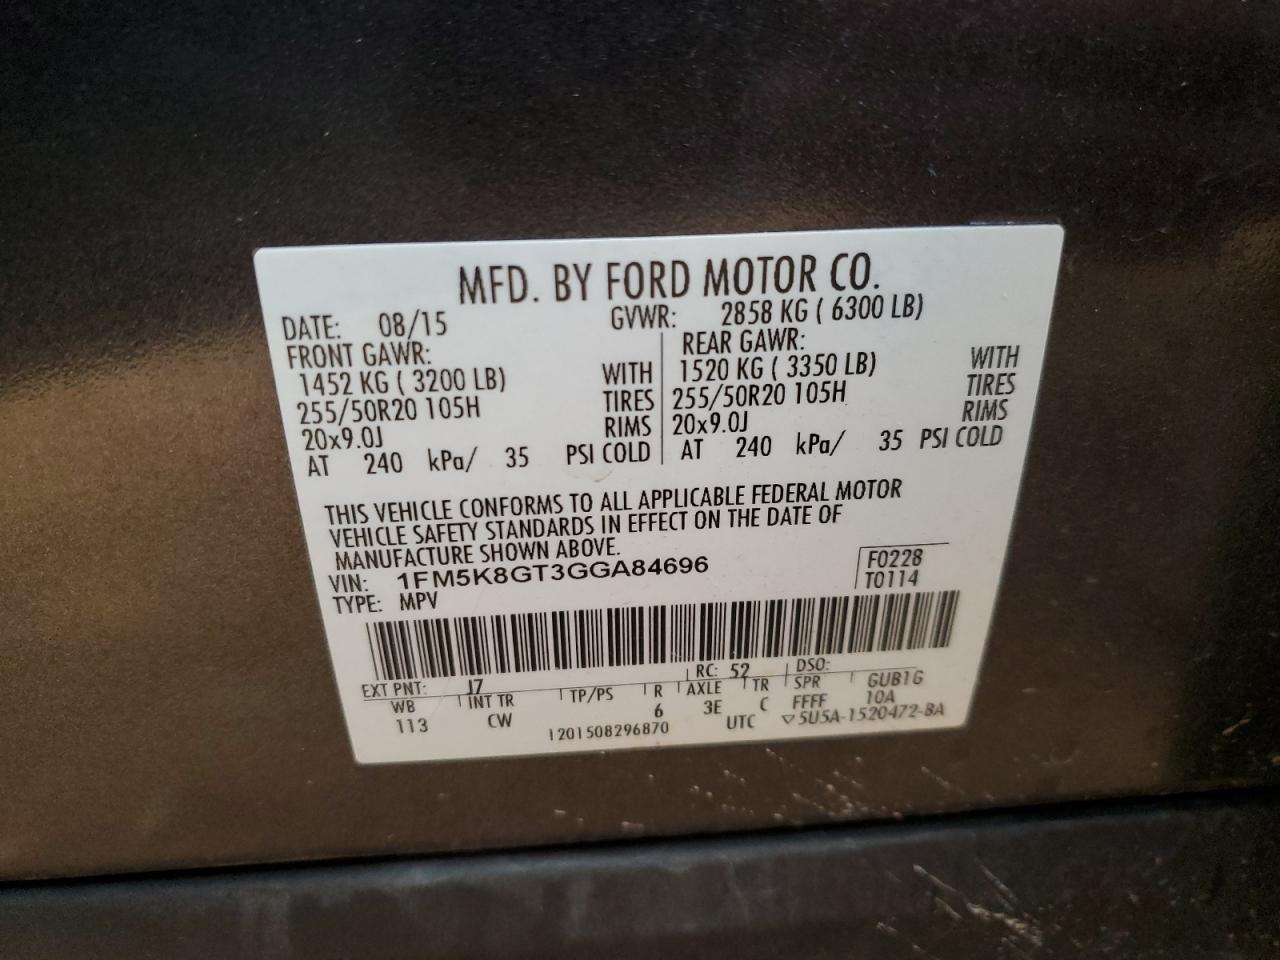 MFD. BY FORD MOTOR CO.
DATE: 08/15 GVWR: 2858 KG ( 6300 LB)
FRONT GAWR: REAR GAWR:
1452 KG ( 3200 LB) WITH 1520 KG ( 3350 LB) WITH
255/50R20 105H TIRES 255/50R20 105H TIRES
20x9.0J RIMS 20x9.0J RIMS
AT 240 kPa/ 35 PSI COLD AT 240 kPa/ 35 PSI COLD
THIS VEHICLE CONFORMS TO ALL APPLICABLE FEDERAL MOTOR
VEHICLE SAFETY STANDARDS IN EFFECT ON THE DATE OF
MANUFACTURE SHOWN ABOVE.
VIN: 1FM5K8GT3GGA84696 F0228
TYPE: MPV T0114
EXT PNT: J7 RC: 52 DSO:
WB INT TR TP/PS R AXLE TR SPR GUB1G
113 CW 6 3E C FFFF 10A
1201508296870 UTC ▽5U5A-1520472-BA